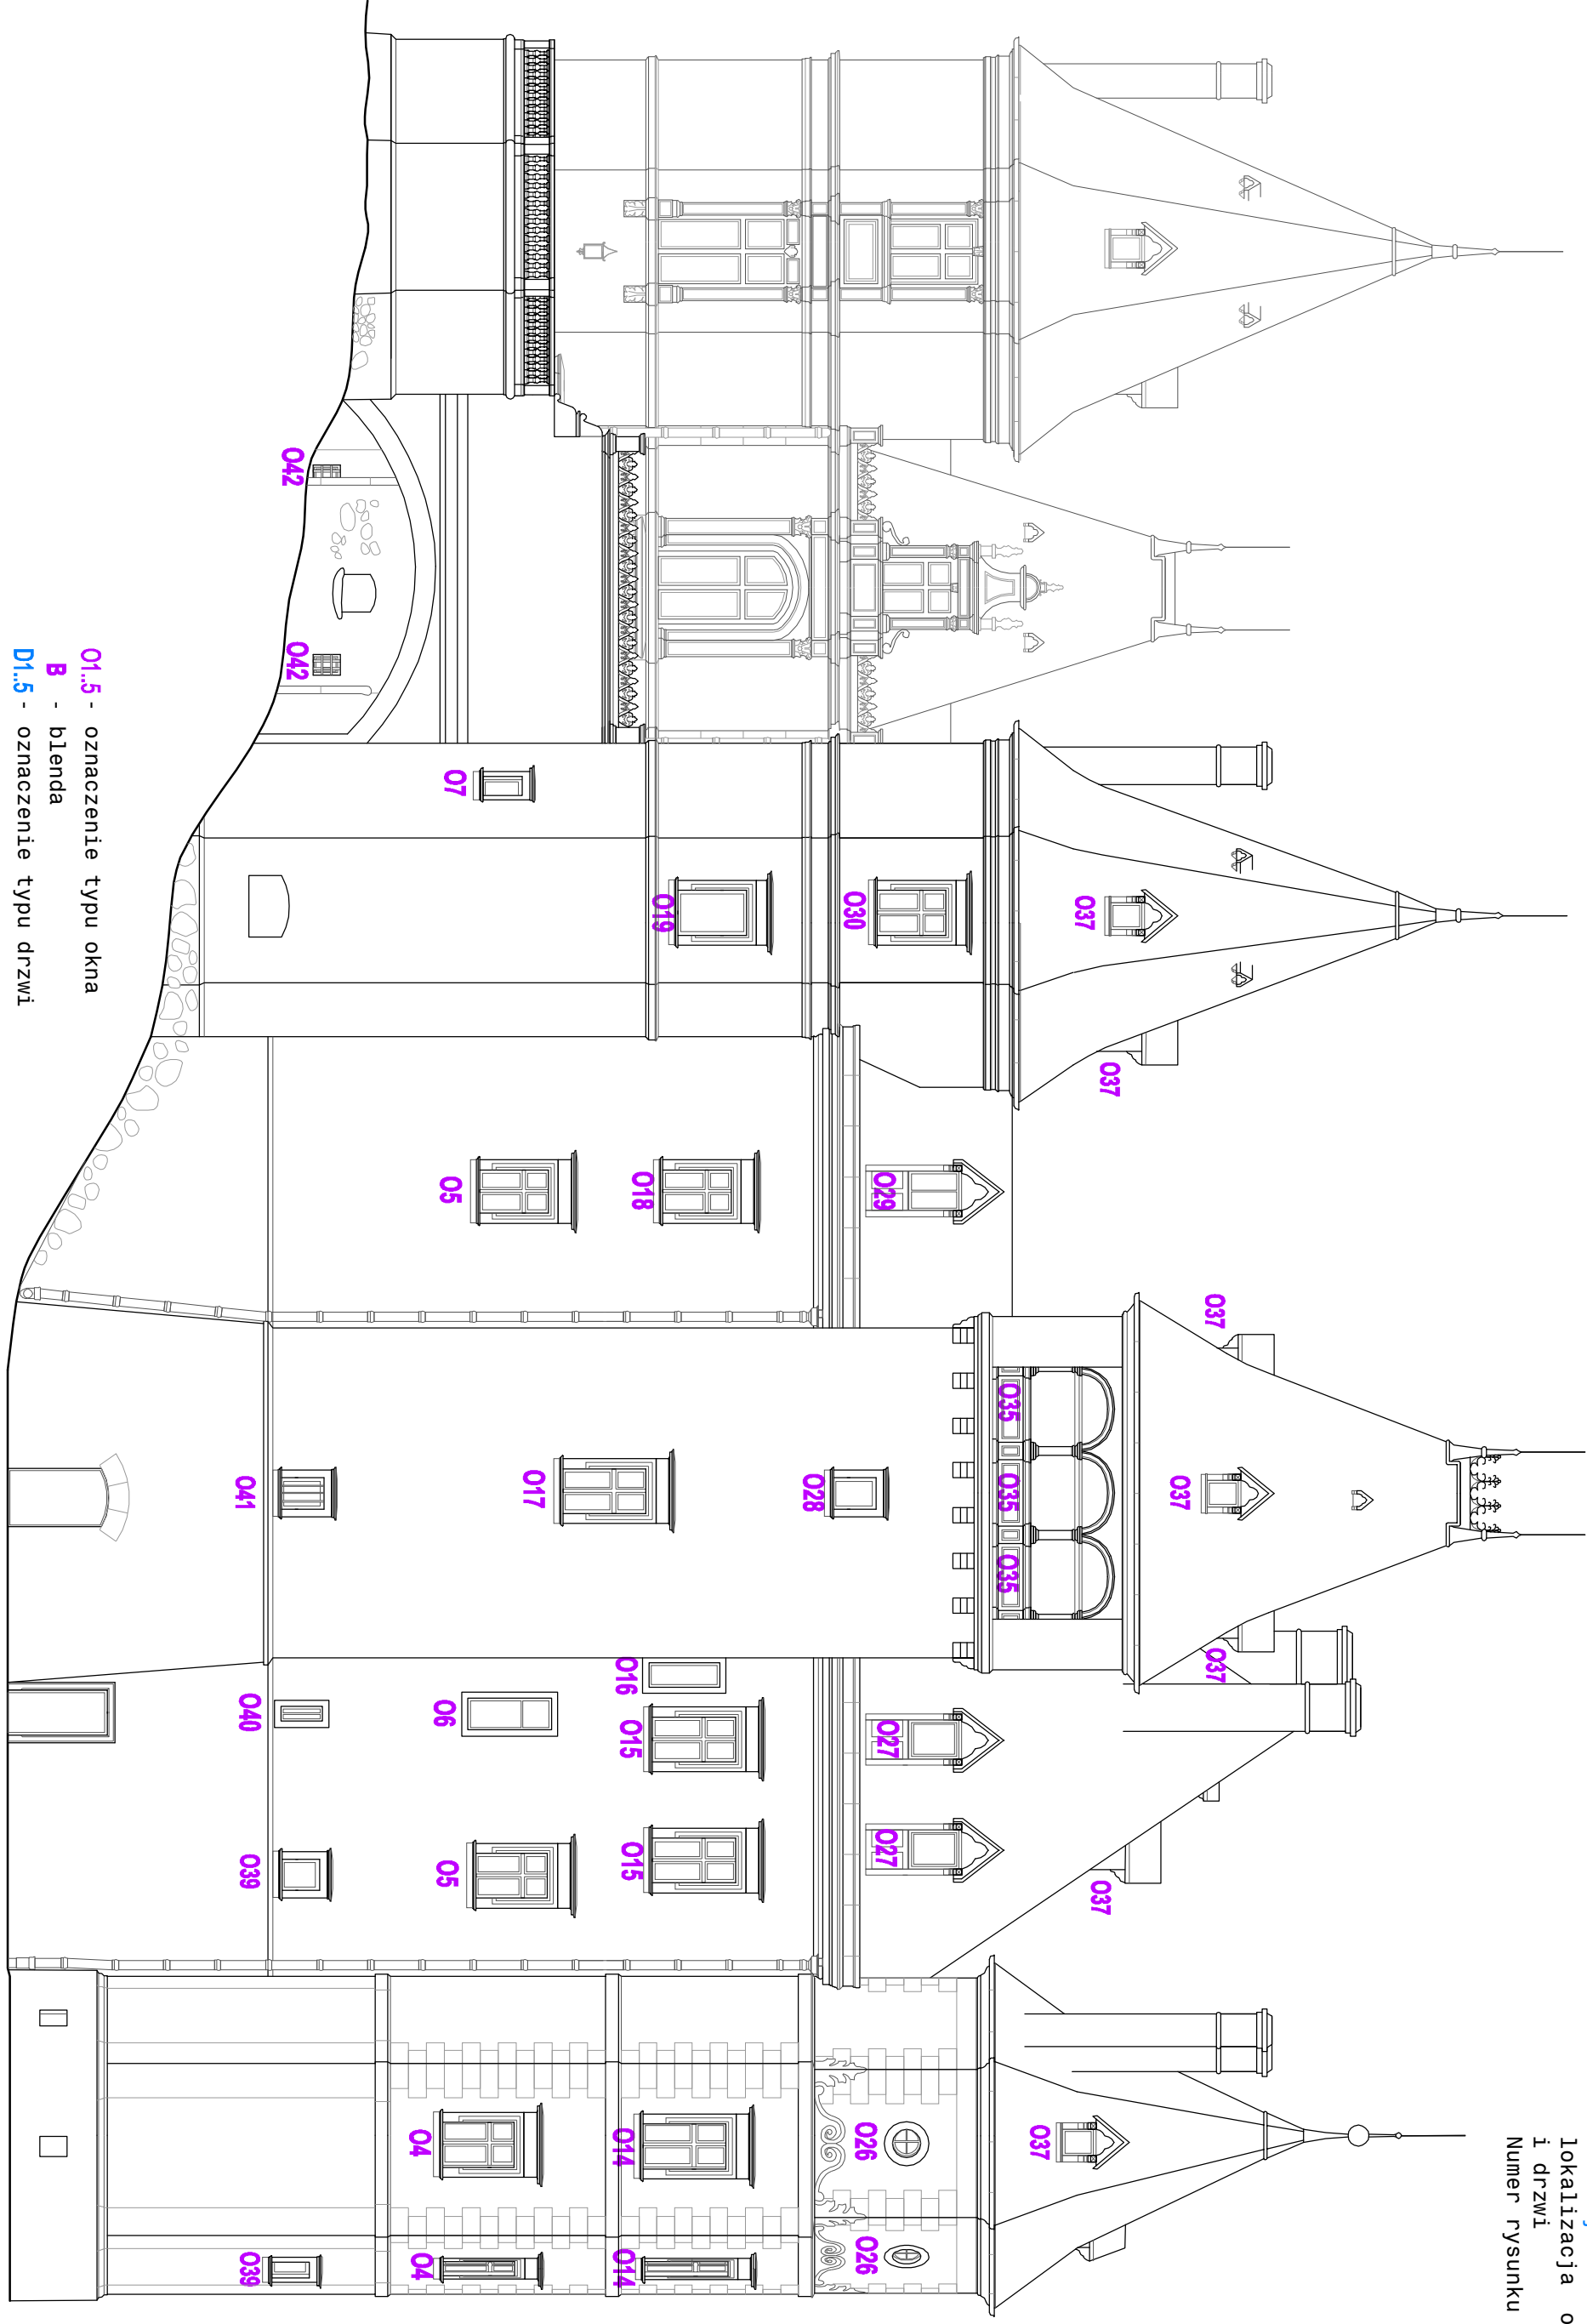 lokalizacja o
i drzwi
Numer rysunku
O37
O37
O37
O37
O37
O37
O37
O35
O35
O35
O30
O29
O28
O27
O27
O26
O26
O19
O18
O17
O16
O15
O15
O14
O14
O7
O5
O6
O5
O4
O4
O42
O42
O41
O40
O39
O39
O1..5 - oznaczenie typu okna
B - blenda
D1..5 - oznaczenie typu drzwi